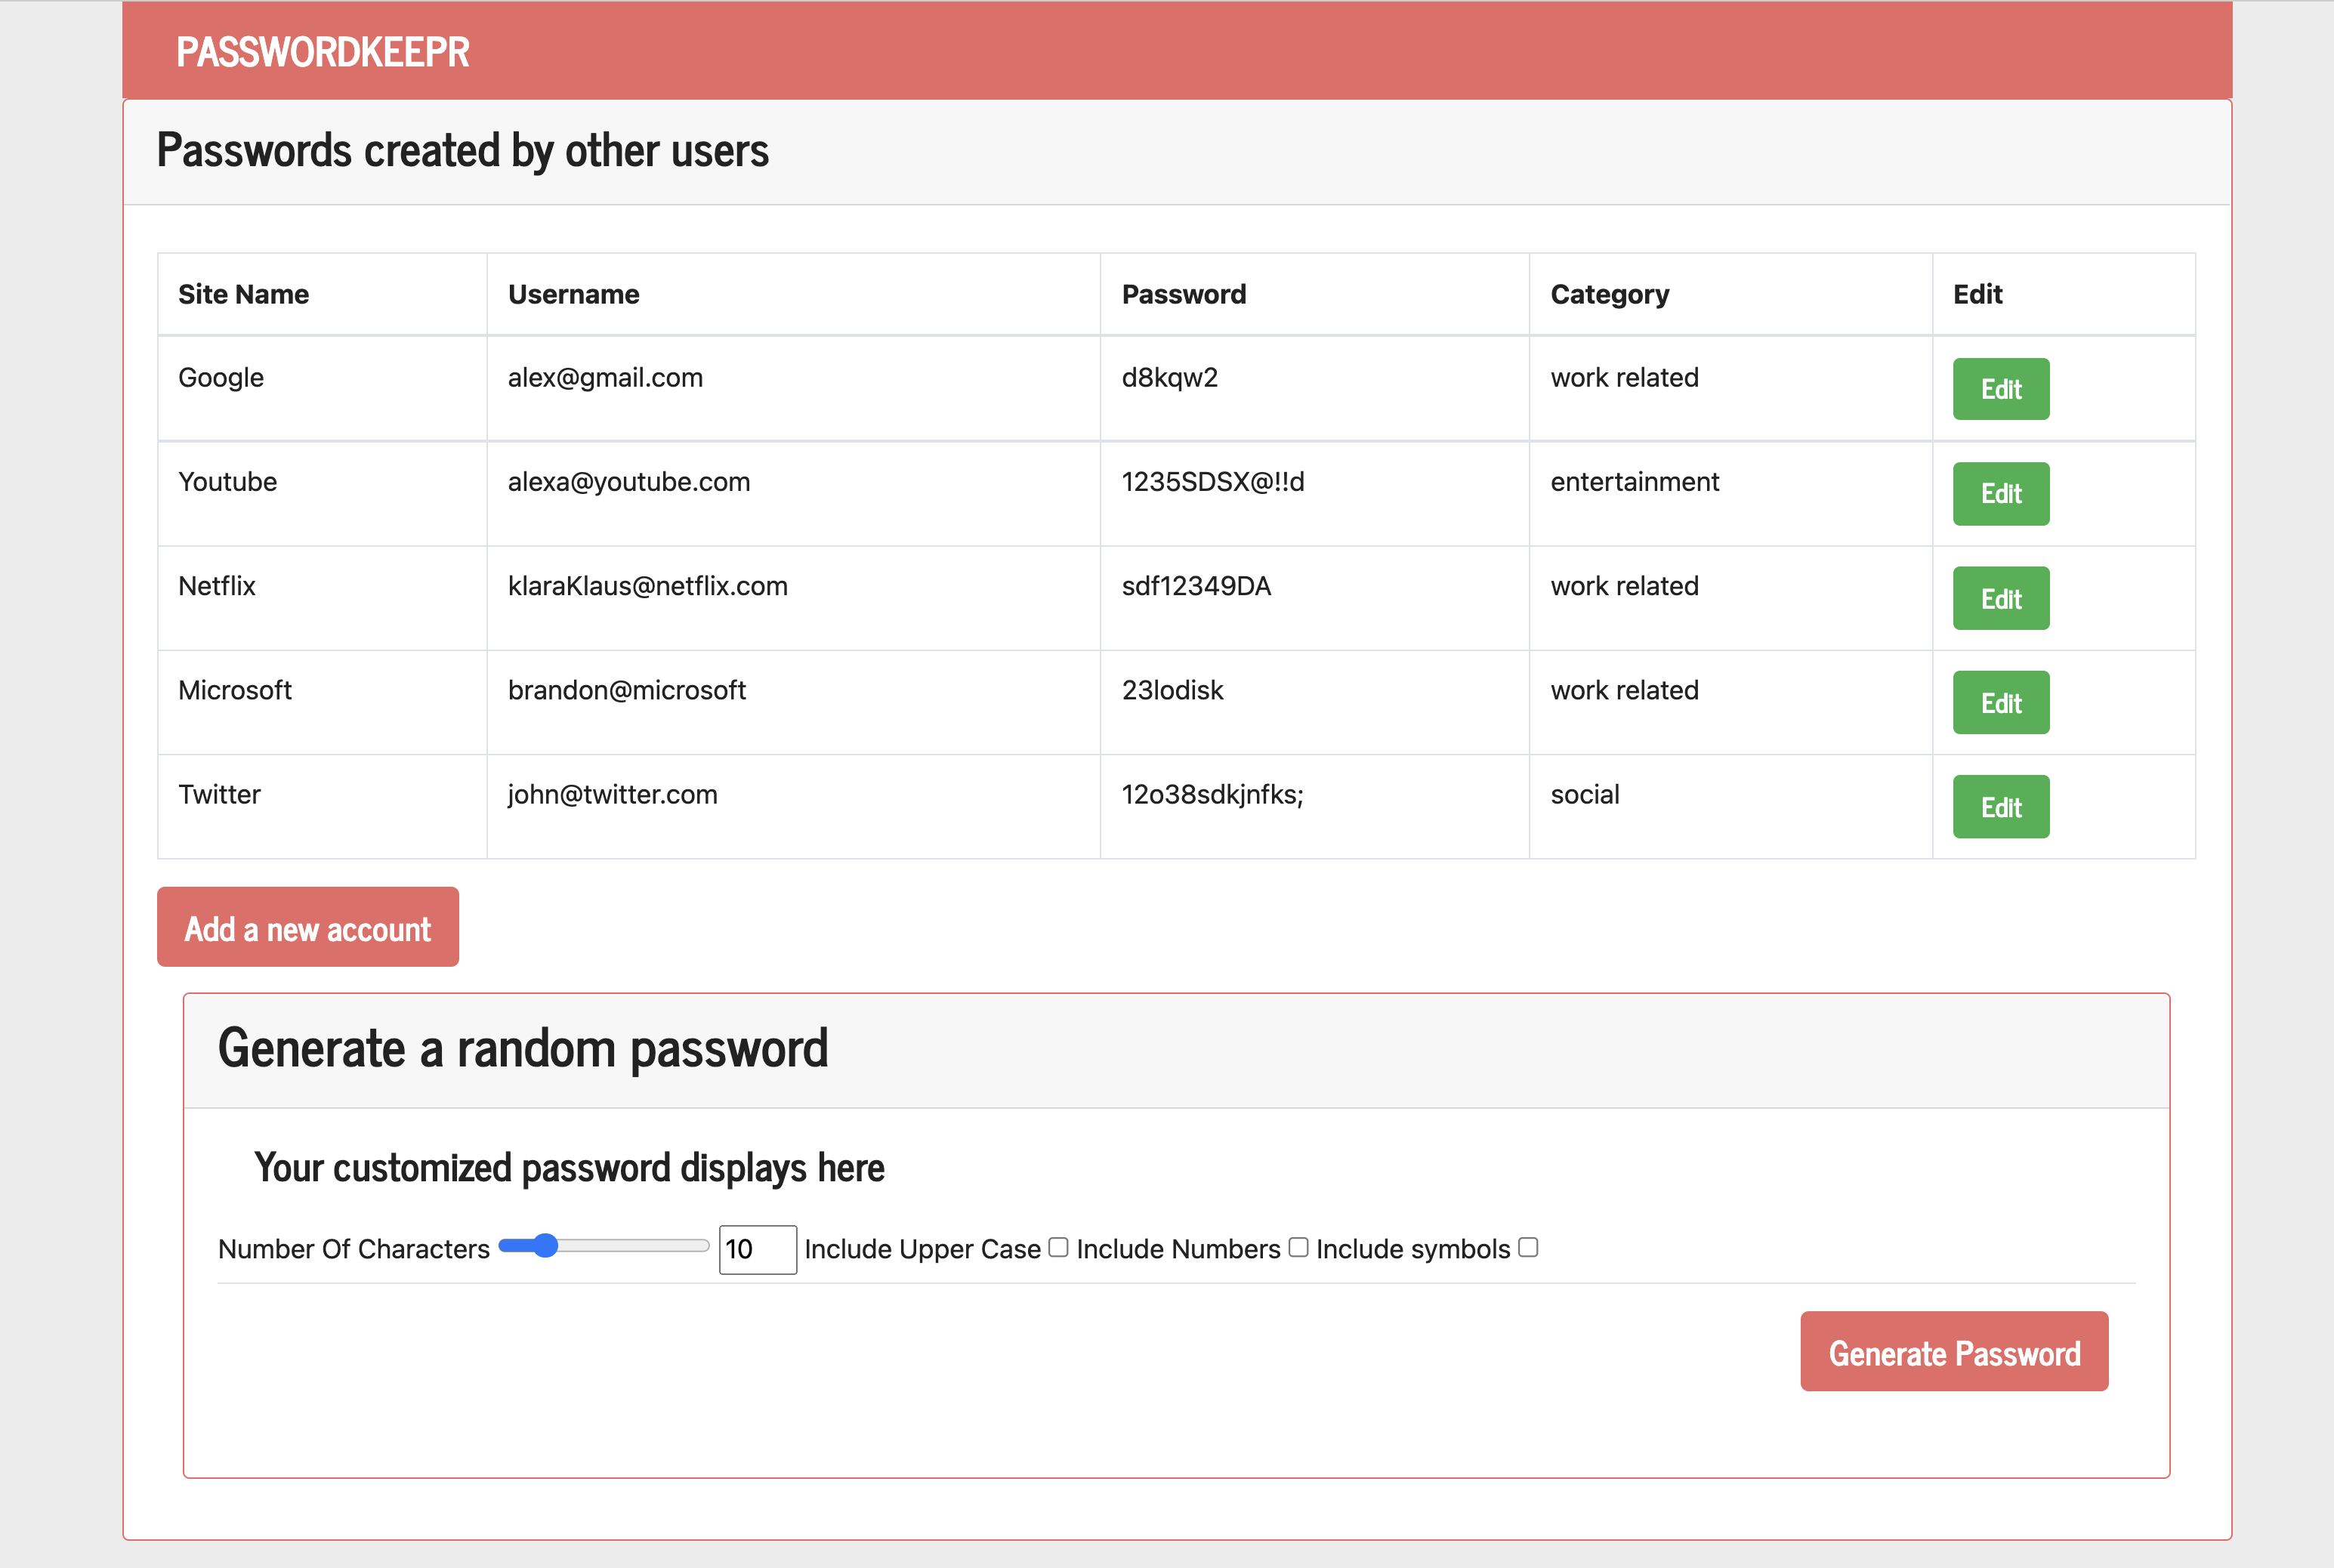 PASSWORDKEEPR
Passwords created by other users
Site Name Username Password Category Edit
Google alex@gmail.com d8kqw2 work related Edit
Youtube alexa@youtube.com 1235SDSX@!!d entertainment Edit
Netflix klaraKlaus@netflix.com sdf12349DA work related Edit
Microsoft brandon@microsoft 23lodisk work related Edit
Twitter john@twitter.com 12o38sdkjnfks; social Edit
Add a new account
Generate a random password
Your customized password displays here
Number Of Characters 10 Include Upper Case Include Numbers Include symbols
Generate Password